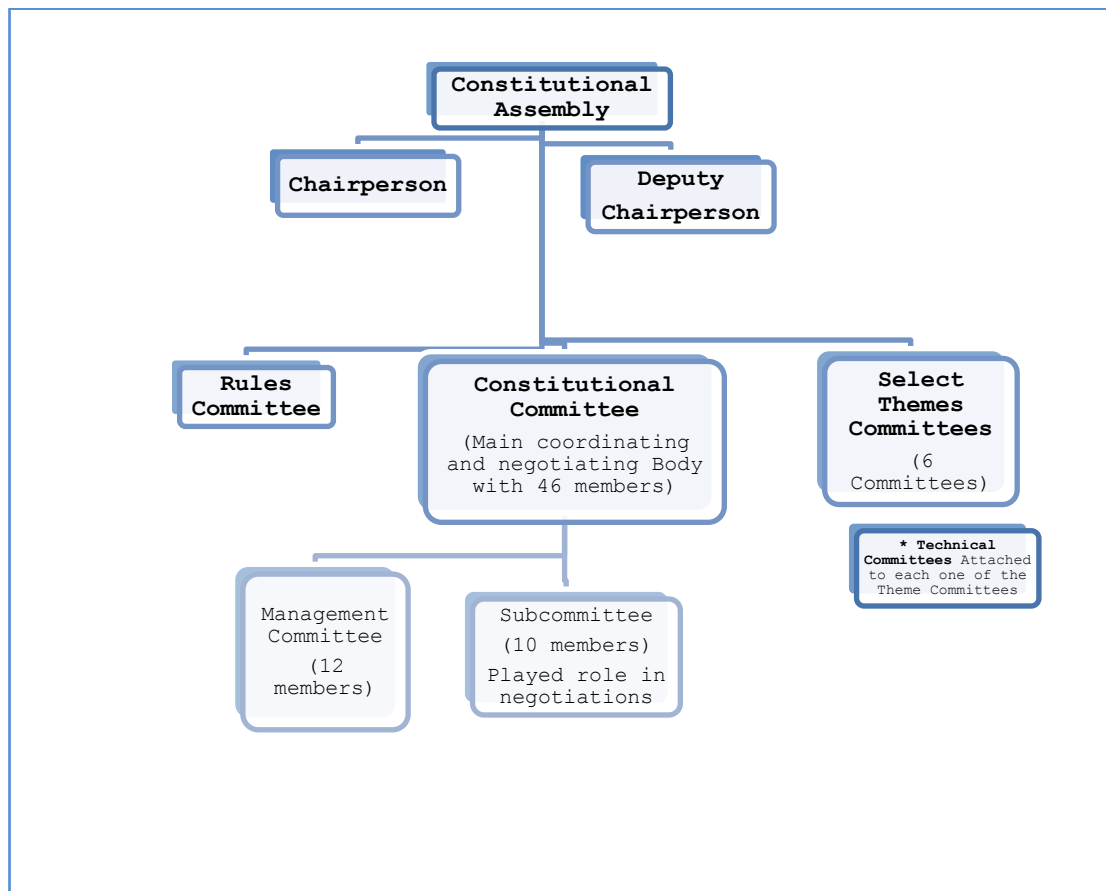 Constitutional
Assembly
Chairperson
Deputy
Chairperson
Rules
Committee
Constitutional
Committee
(Main coordinating
and negotiating Body
with 46 members)
Select
Themes
Committees
(6
Committees)
* Technical
Committees Attached
to each one of the
Theme Committees
Management
Committee
(12
members)
Subcommittee
(10 members)
Played role in
negotiations